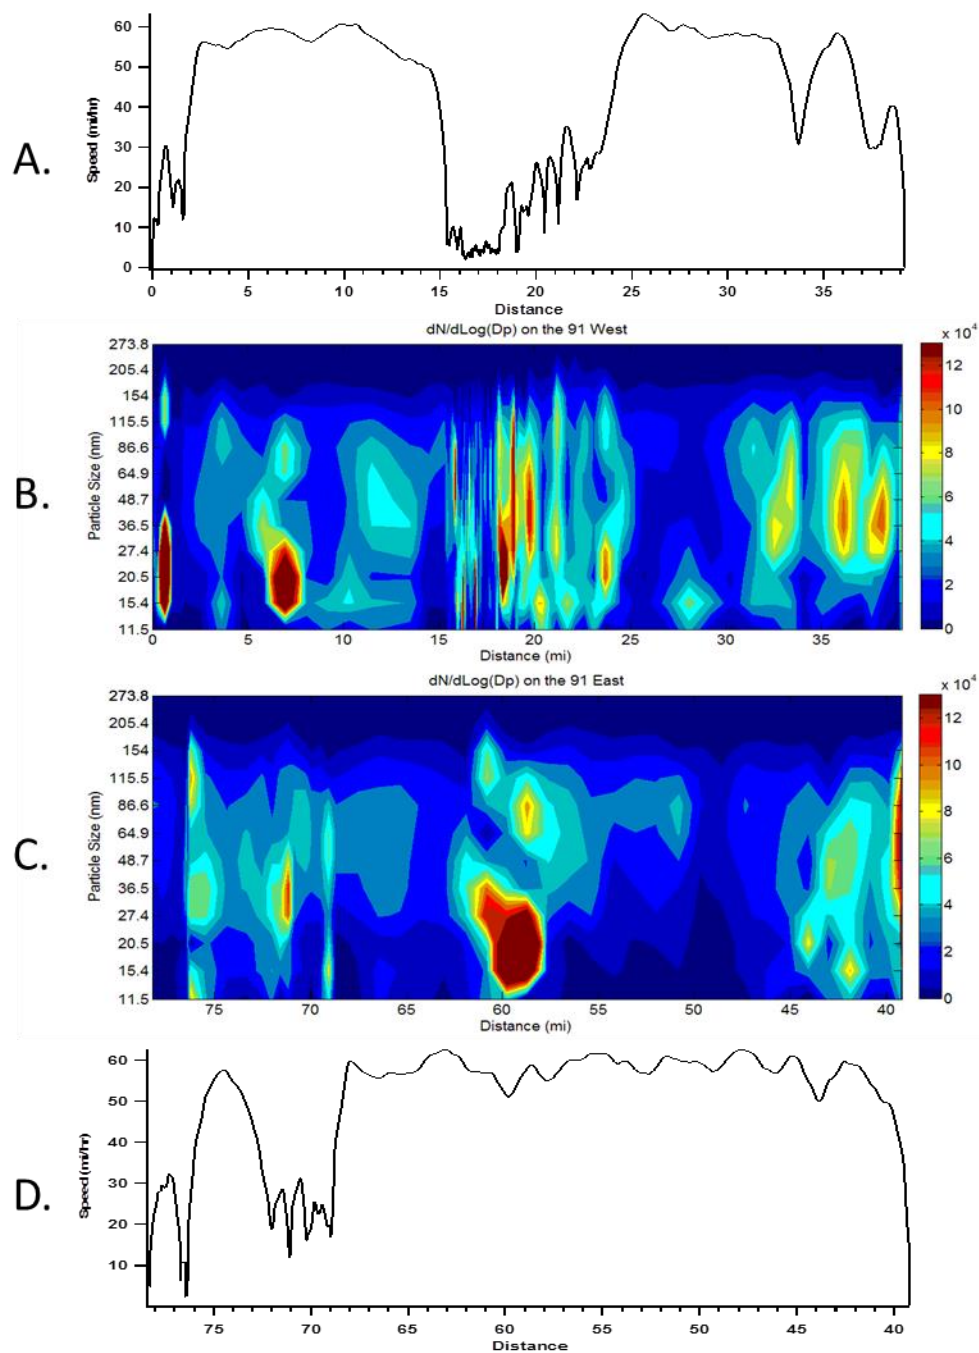 A.
Speed (mi/hr)
60
50
40
30
20
10
0
0 5 10 15 20 25 30 35
Distance
B.
dN/dLog(Dp) on the 91 West
x 10⁴
Particle Size (nm)
273.8
205.4
154
115.5
86.6
64.9
48.7
36.5
27.4
20.5
15.4
11.5
0 5 10 15 20 25 30 35
Distance (mi)
12
10
8
6
4
2
0
C.
dN/dLog(Dp) on the 91 East
x 10⁴
Particle Size (nm)
273.8
205.4
154
115.5
86.6
64.9
48.7
36.5
27.4
20.5
15.4
11.5
75 70 65 60 55 50 45 40
Distance (mi)
12
10
8
6
4
2
0
D.
Speed (mi/hr)
60
50
40
30
20
10
75 70 65 60 55 50 45 40
Distance